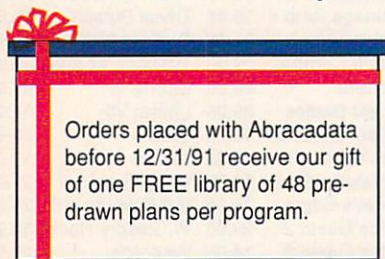 Orders placed with Abracadata
before 12/31/91 receive our gift
of one FREE library of 48 pre-
drawn plans per program.